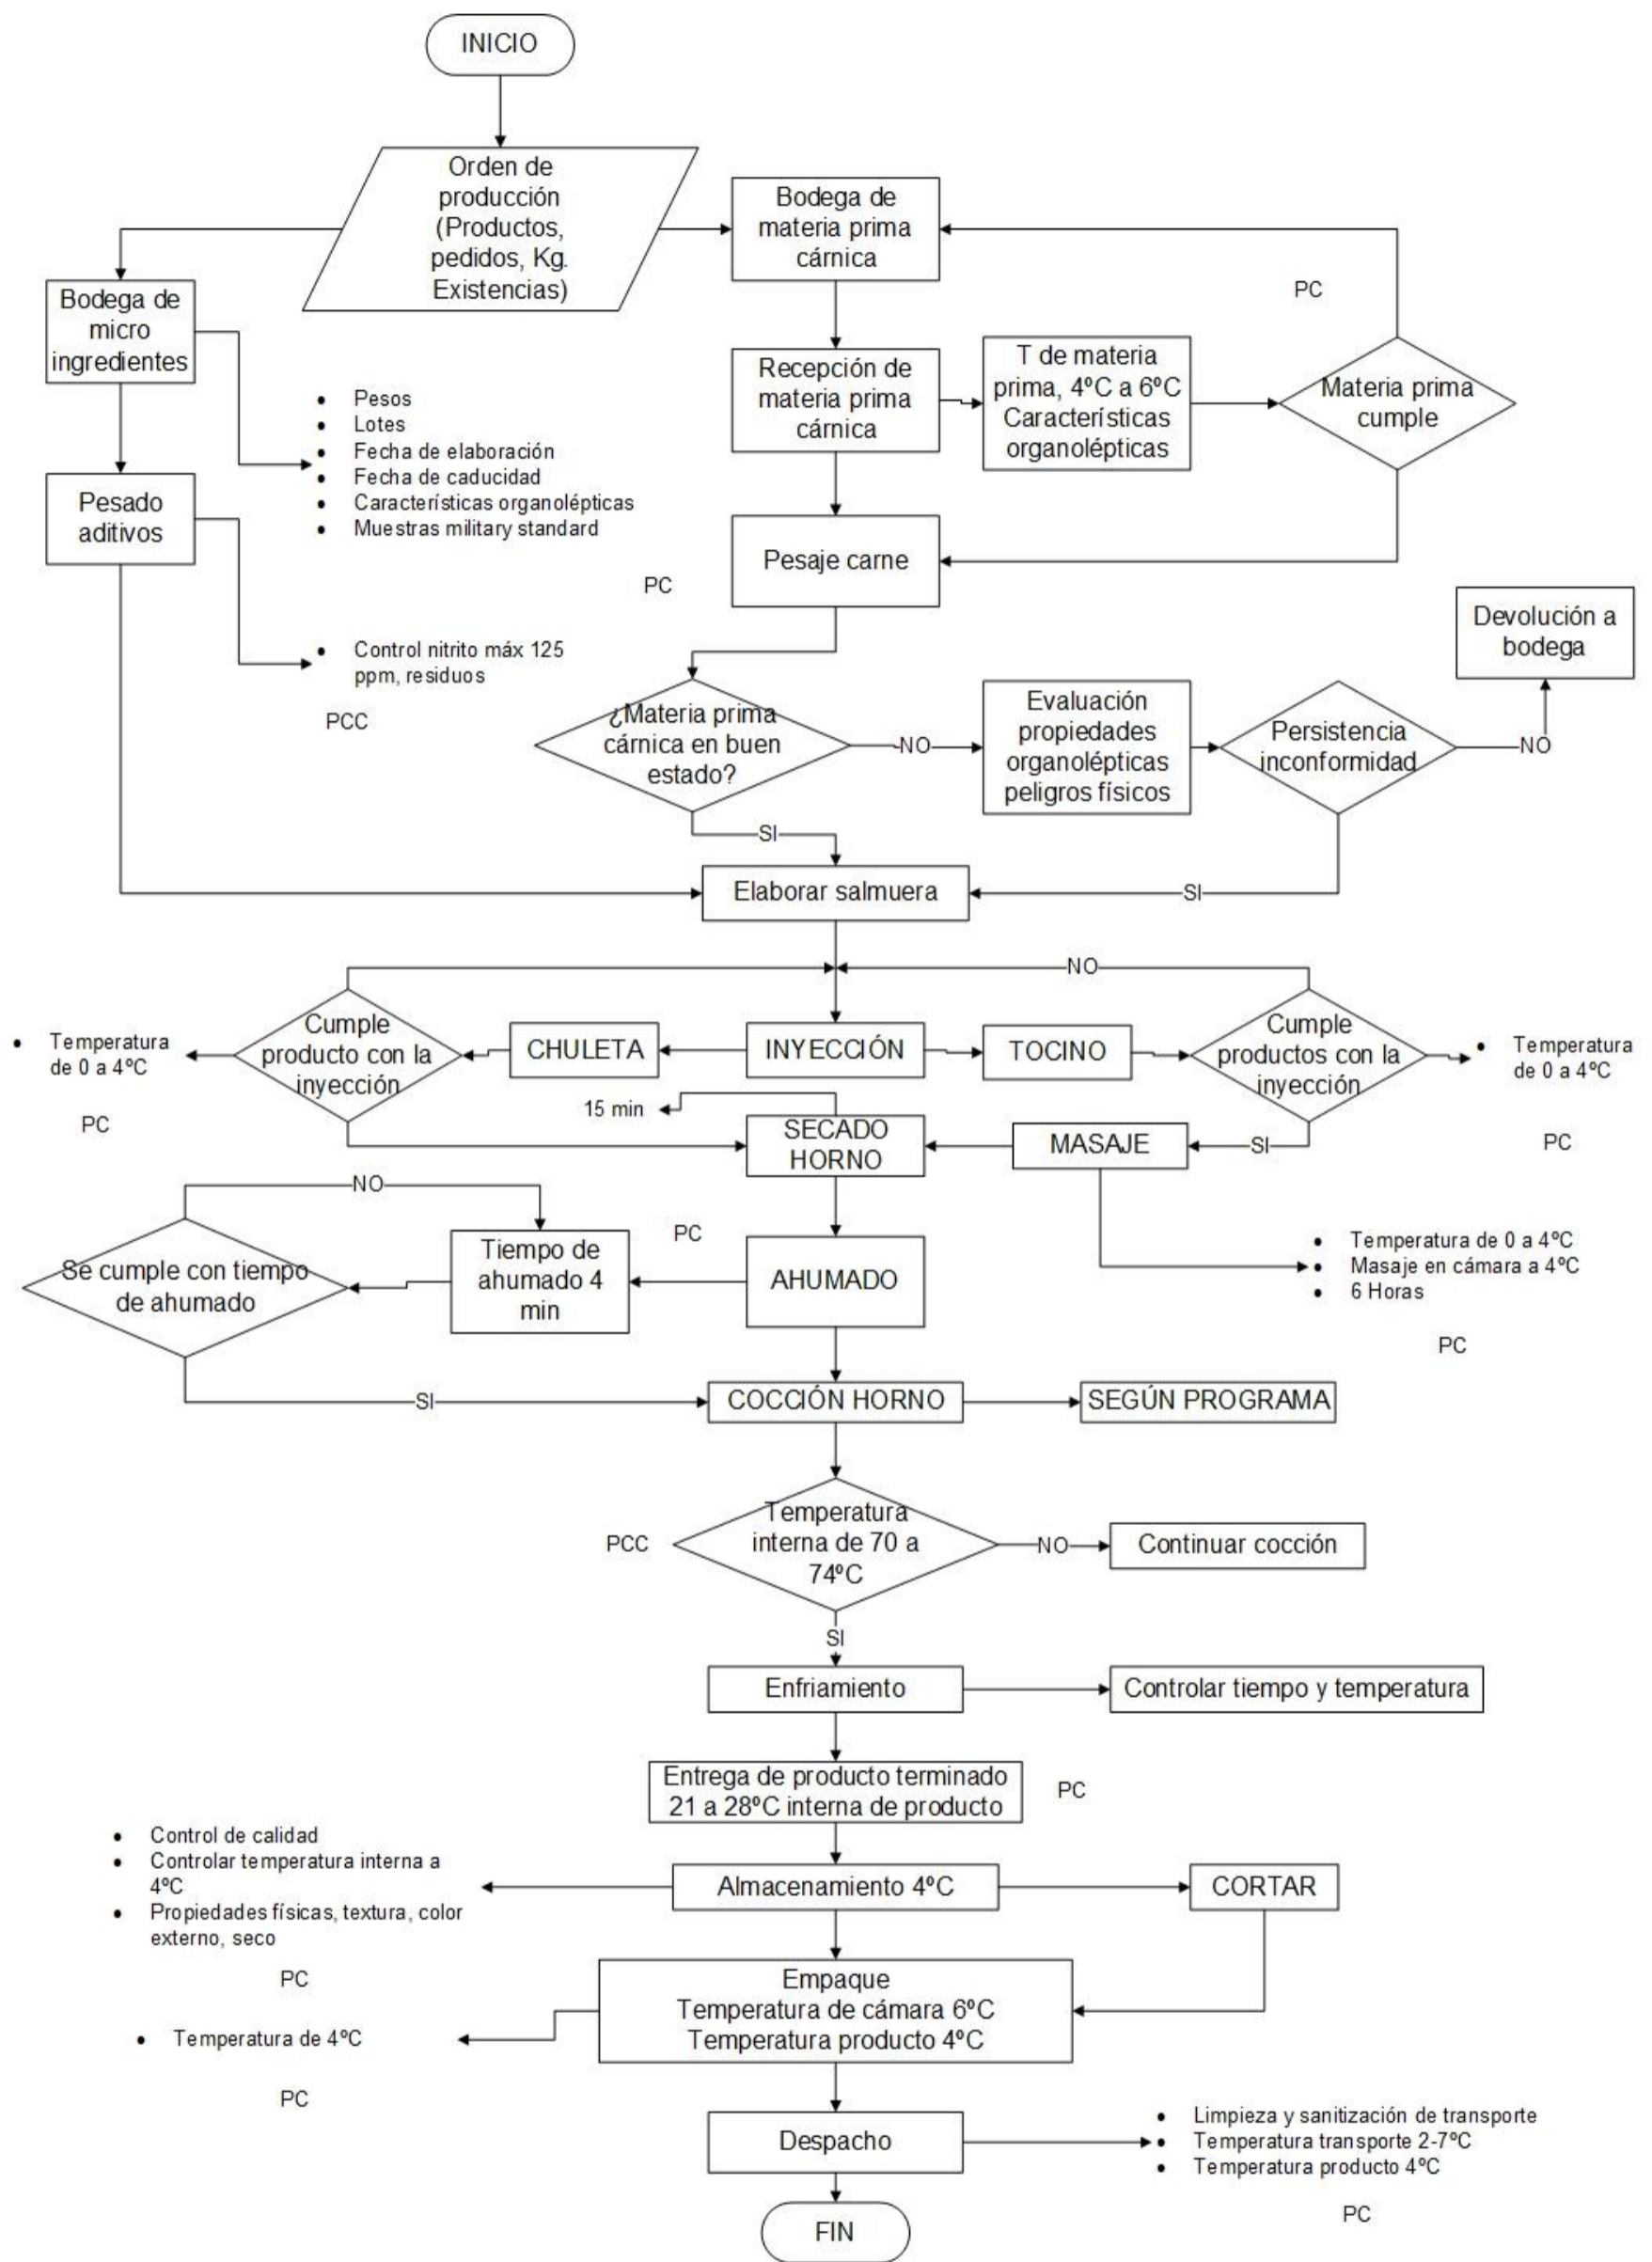 INICIO
Orden de
producción
(Productos,
pedidos, Kg.
Existencias)
Bodega de
materia prima
cárnica
PC
Bodega de
micro
ingredientes
Recepción de
materia prima
cárnica
T de materia
prima, 4ºC a 6ºC
Características
organolépticas
Materia prima
cumple
• Pesos
• Lotes
• Fecha de elaboración
• Fecha de caducidad
• Características organolépticas
• Muestras military standard
Pesado
aditivos
Pesaje carne
PC
Devolución a
bodega
• Control nitrito máx 125
ppm, residuos
PCC
¿Materia prima
cárnica en buen
estado?
NO
Evaluación
propiedades
organolépticas
peligros físicos
Persistencia
inconformidad
NO
SI
Elaborar salmuera
SI
NO
• Temperatura
de 0 a 4ºC
PC
Cumple
producto con la
inyección
CHULETA
INYECCIÓN
TOCINO
Cumple
productos con la
inyección
• Temperatura
de 0 a 4ºC
PC
15 min
SECADO
HORNO
MASAJE
SI
NO
Se cumple con tiempo
de ahumado
Tiempo de
ahumado 4
min
PC
AHUMADO
• Temperatura de 0 a 4ºC
• Masaje en cámara a 4ºC
• 6 Horas
PC
SI
COCCIÓN HORNO
SEGÚN PROGRAMA
PCC
Temperatura
interna de 70 a
74ºC
NO
Continuar cocción
SI
Enfriamiento
Controlar tiempo y temperatura
Entrega de producto terminado
21 a 28ºC interna de producto
PC
• Control de calidad
• Controlar temperatura interna a
4ºC
• Propiedades físicas, textura, color
externo, seco
PC
Almacenamiento 4ºC
CORTAR
Empaque
Temperatura de cámara 6ºC
Temperatura producto 4ºC
• Temperatura de 4ºC
PC
Despacho
• Limpieza y sanitización de transporte
• Temperatura transporte 2-7ºC
• Temperatura producto 4ºC
PC
FIN